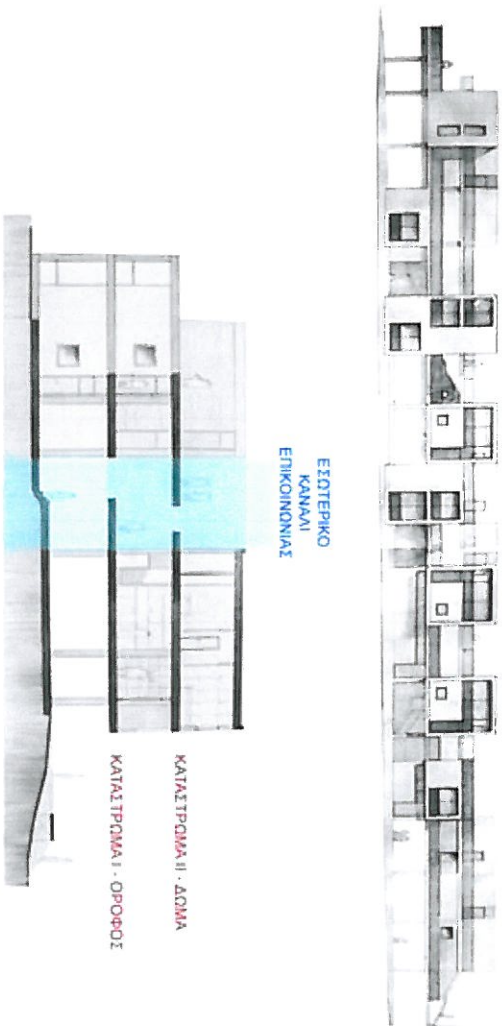 ΕΣΩΤΕΡΙΚΟ
ΚΑΝΑΛΙ
ΕΠΙΚΟΙΝΩΝΙΑΣ
ΚΑΤΑΣΤΡΩΜΑ II - ΔΩΜΑ
ΚΑΤΑΣΤΡΩΜΑ I - ΟΡΟΦΟΣ